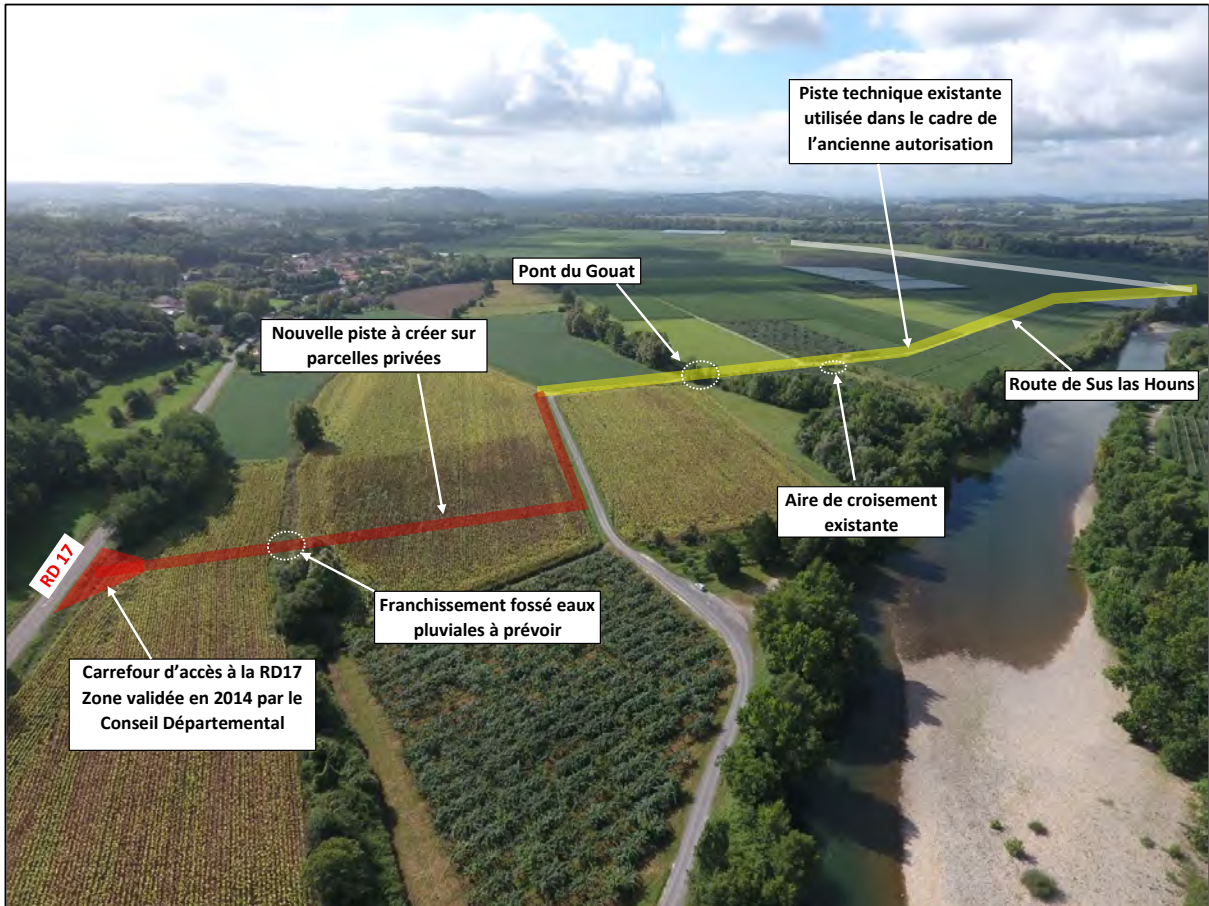 Piste technique existante
utilisée dans le cadre de
l'ancienne autorisation
Pont du Gouat
Nouvelle piste à créer sur
parcelles privées
Route de Sus las Houns
Aire de croisement
existante
RD 17
Franchissement fossé eaux
pluviales à prévoir
Carrefour d'accès à la RD17
Zone validée en 2014 par le
Conseil Départemental